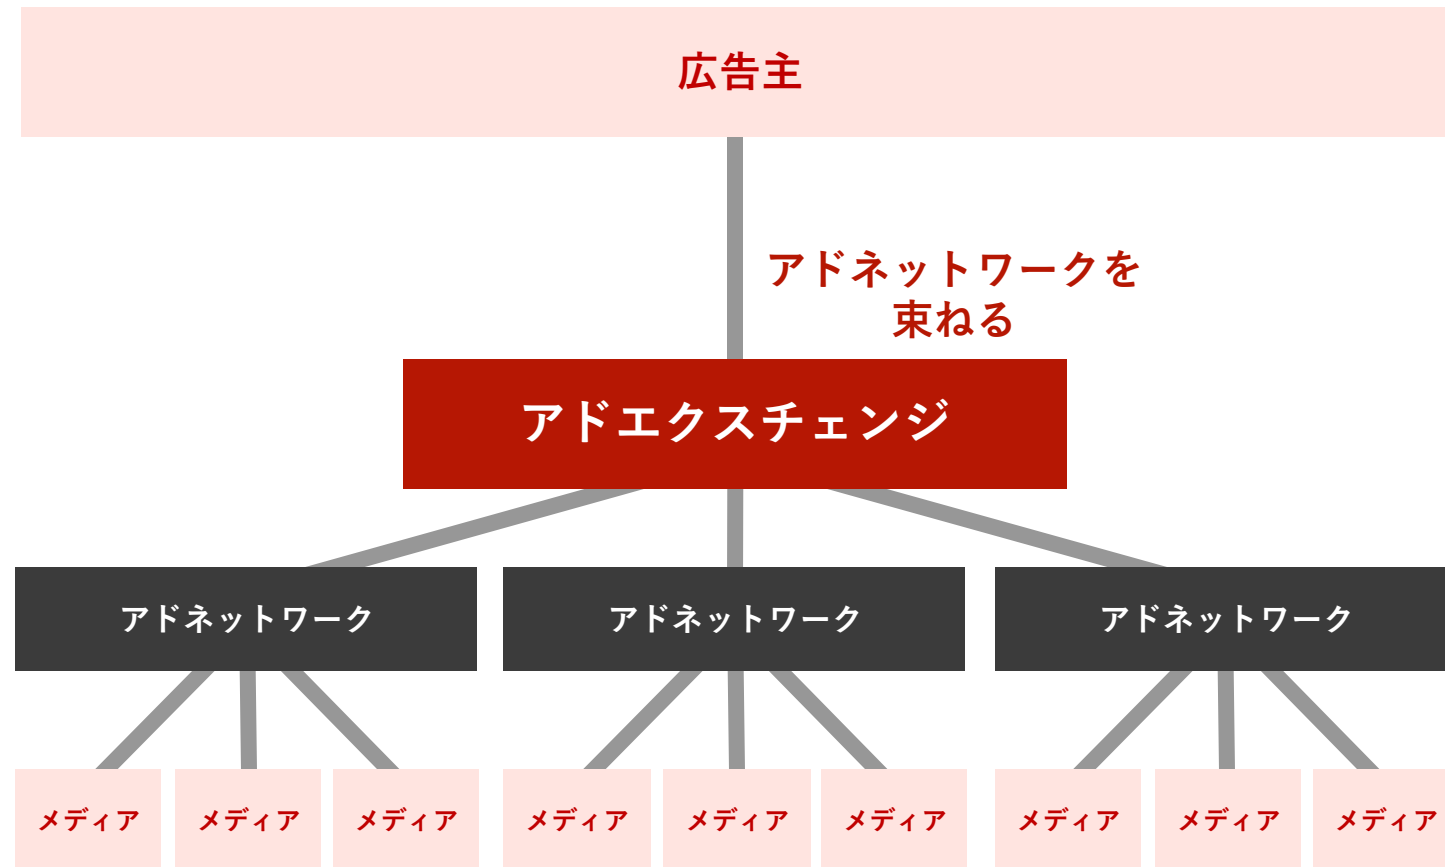 広告主
アドネットワークを
束ねる
アドエクスチェンジ
アドネットワーク
アドネットワーク
アドネットワーク
メディア
メディア
メディア
メディア
メディア
メディア
メディア
メディア
メディア